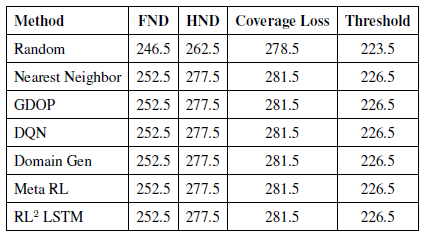 Method FND HND Coverage Loss Threshold
Random 246.5 262.5 278.5 223.5
Nearest Neighbor 252.5 277.5 281.5 226.5
GDOP 252.5 277.5 281.5 226.5
DQN 252.5 277.5 281.5 226.5
Domain Gen 252.5 277.5 281.5 226.5
Meta RL 252.5 277.5 281.5 226.5
RL² LSTM 252.5 277.5 281.5 226.5